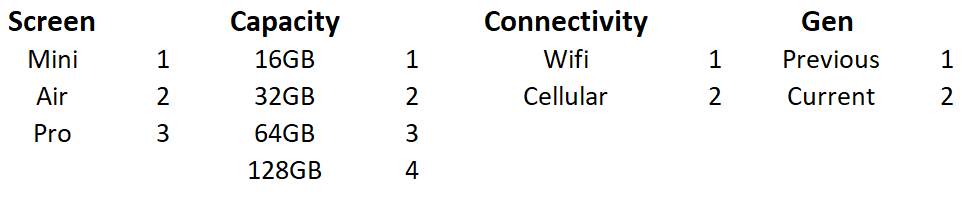 Screen Capacity Connectivity Gen
Mini 1 16GB 1 Wifi 1 Previous 1
Air 2 32GB 2 Cellular 2 Current 2
Pro 3 64GB 3
128GB 4